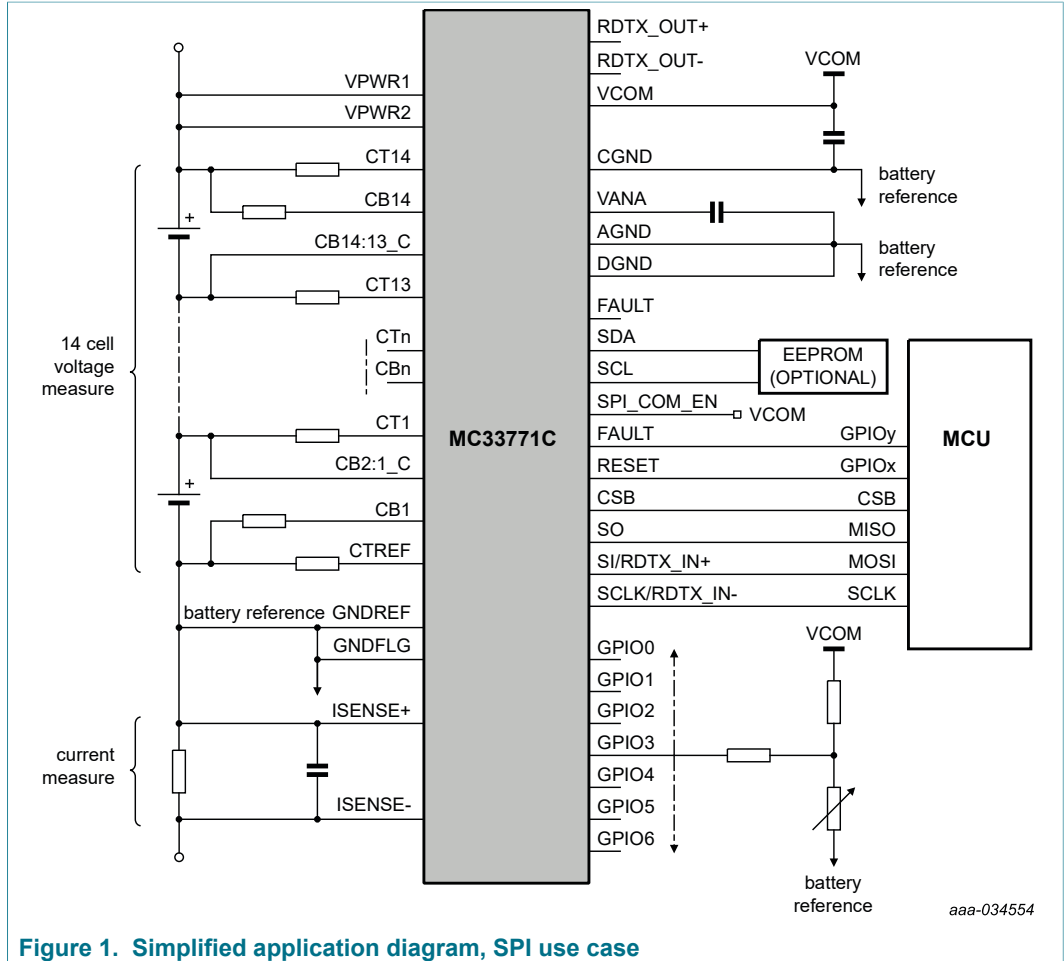 VPWR1
VPWR2
CT14
CB14
CB14:13_C
CT13
CTn
CBn
CT1
CB2:1_C
CB1
CTREF
battery reference GNDREF
GNDFLG
ISENSE+
ISENSE-
+
+
14 cell
voltage
measure
current
measure
MC33771C
RDTX_OUT+
RDTX_OUT-
VCOM
CGND
VANA
AGND
DGND
FAULT
SDA
SCL
SPI_COM_EN
FAULT
RESET
CSB
SO
SI/RDTX_IN+
SCLK/RDTX_IN-
GPIO0
GPIO1
GPIO2
GPIO3
GPIO4
GPIO5
GPIO6
VCOM
battery
reference
battery
reference
EEPROM
(OPTIONAL)
VCOM
GPIOy
GPIOx
CSB
MISO
MOSI
SCLK
MCU
VCOM
battery
reference
aaa-034554
Figure 1. Simplified application diagram, SPI use case